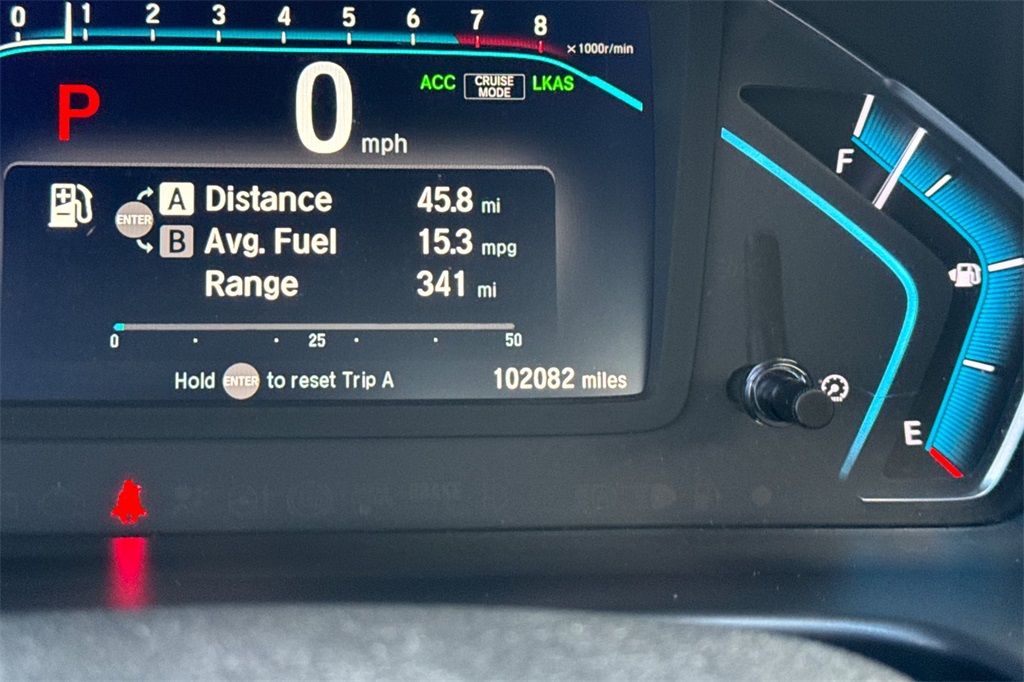 0 1 2 3 4 5 6 7 8
x1000r/min
P
0 mph
ACC CRUISE MODE LKAS
F
ENTER
A Distance 45.8 mi
B Avg. Fuel 15.3 mpg
Range 341 mi
0 25 50
Hold ENTER to reset Trip A
102082 miles
E